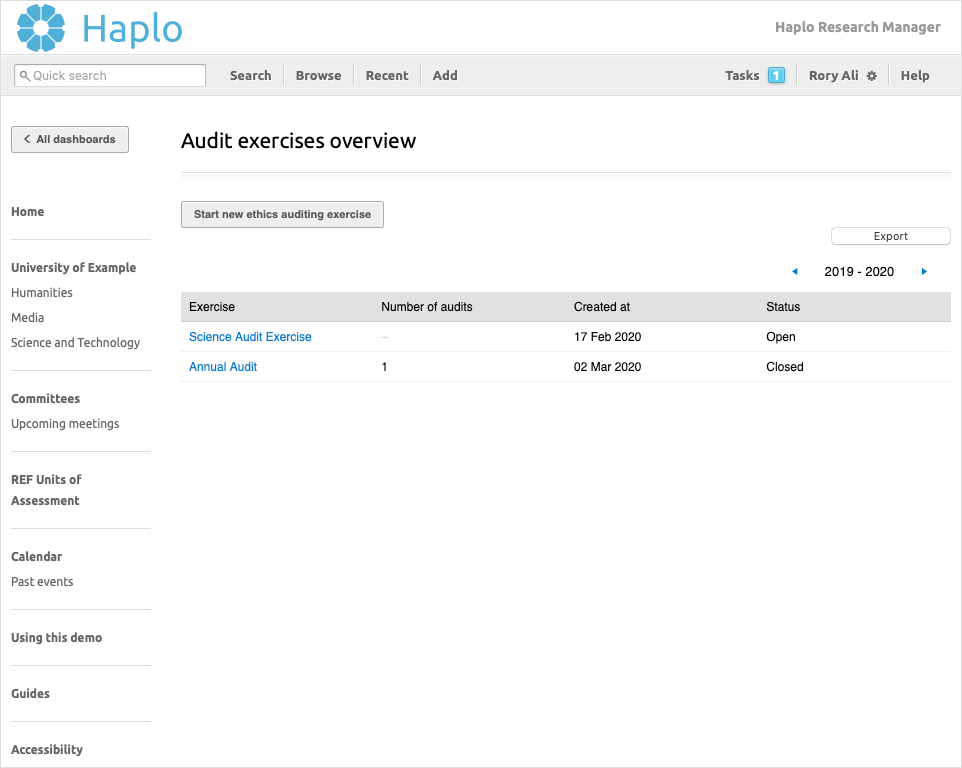 Haplo
Haplo Research Manager
Quick search
Search
Browse
Recent
Add
Tasks 1
Rory Ali
Help
All dashboards
Home
University of Example
Humanities
Media
Science and Technology
Committees
Upcoming meetings
REF Units of
Assessment
Calendar
Past events
Using this demo
Guides
Accessibility
Audit exercises overview
Start new ethics auditing exercise
Export
2019 - 2020
Exercise Number of audits Created at Status
Science Audit Exercise – 17 Feb 2020 Open
Annual Audit 1 02 Mar 2020 Closed